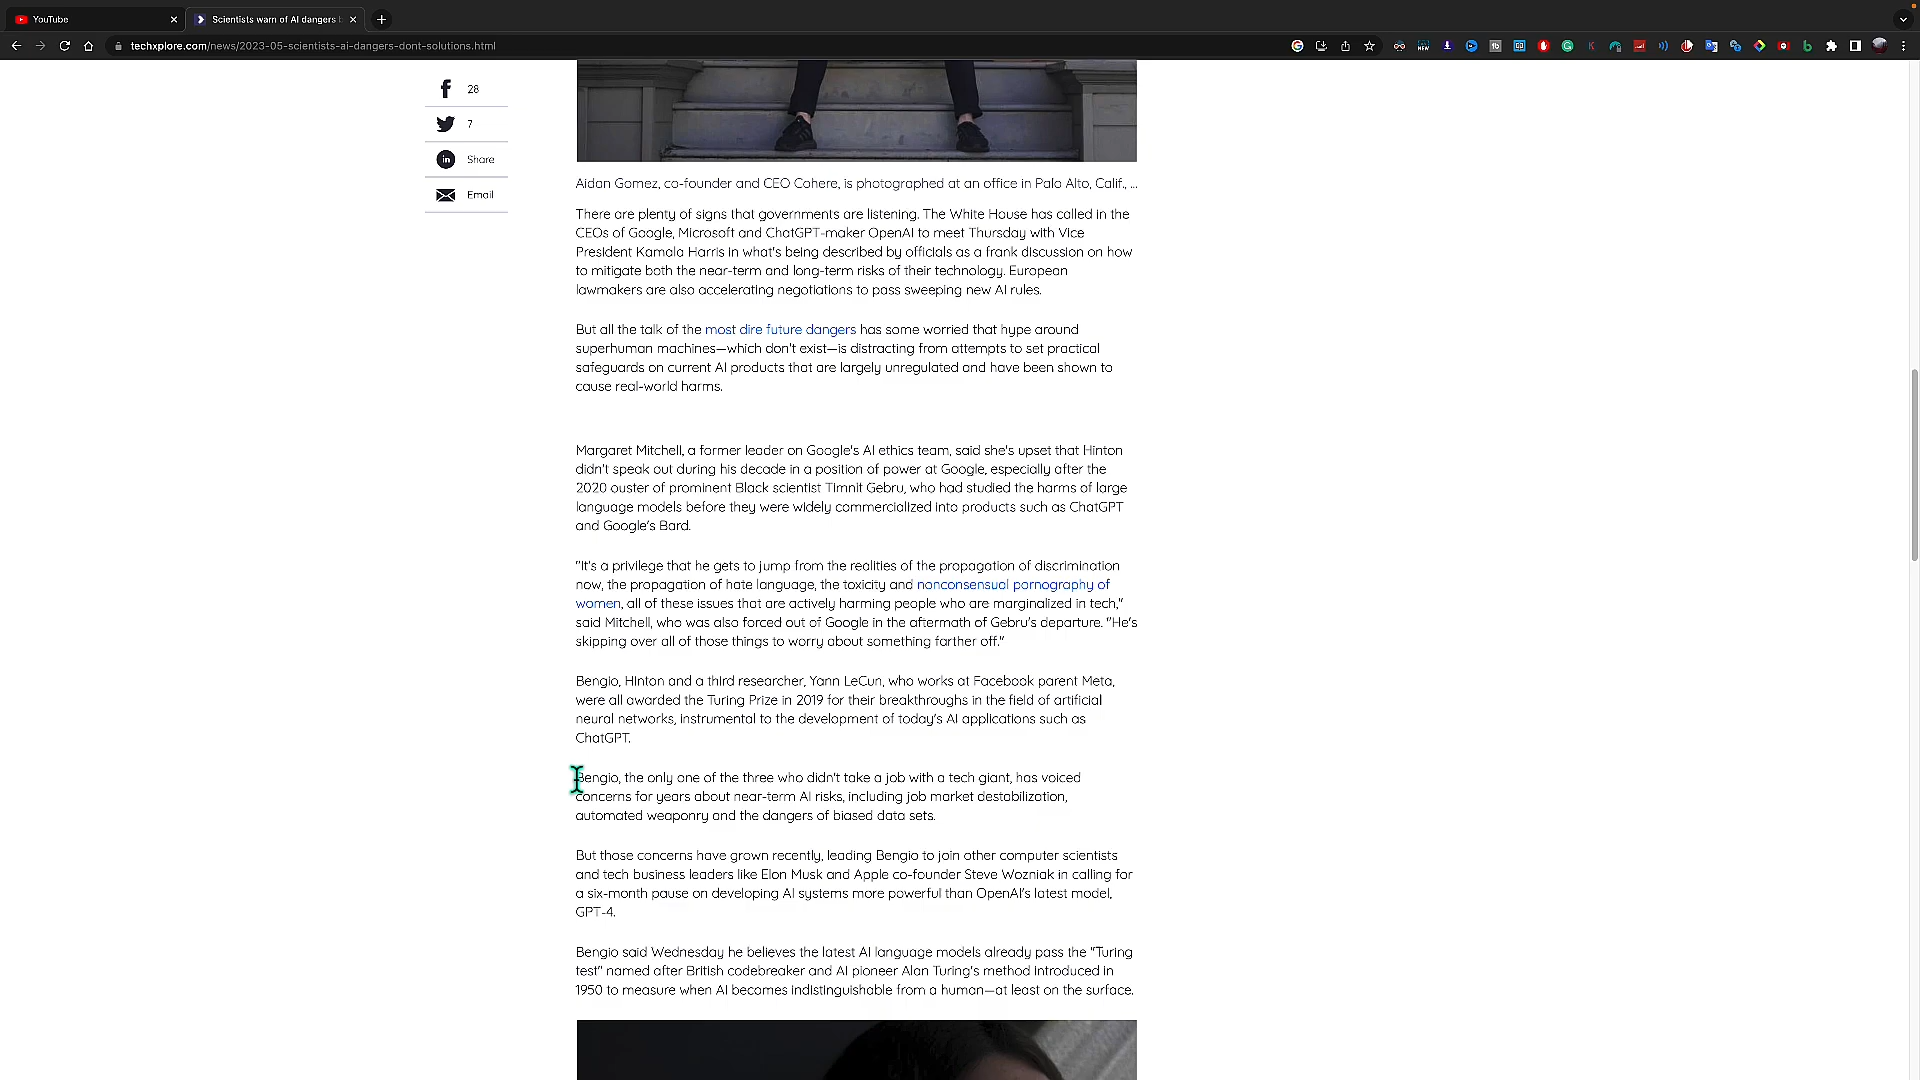 YouTube
Scientists warn of AI dangers b
techxplore.com/news/2023-05-scientists-ai-dangers-dont-solutions.html
28
7
Share
Email
Aidan Gomez, co-founder and CEO Cohere, is photographed at an office in Palo Alto, Calif., ...
There are plenty of signs that governments are listening. The White House has called in the
CEOs of Google, Microsoft and ChatGPT-maker OpenAI to meet Thursday with Vice
President Kamala Harris in what's being described by officials as a frank discussion on how
to mitigate both the near-term and long-term risks of their technology. European
lawmakers are also accelerating negotiations to pass sweeping new AI rules.
But all the talk of the most dire future dangers has some worried that hype around
superhuman machines—which don't exist—is distracting from attempts to set practical
safeguards on current AI products that are largely unregulated and have been shown to
cause real-world harms.
Margaret Mitchell, a former leader on Google's AI ethics team, said she's upset that Hinton
didn't speak out during his decade in a position of power at Google, especially after the
2020 ouster of prominent Black scientist Timnit Gebru, who had studied the harms of large
language models before they were widely commercialized into products such as ChatGPT
and Google's Bard.
"It's a privilege that he gets to jump from the realities of the propagation of discrimination
now, the propagation of hate language, the toxicity and nonconsensual pornography of
women, all of these issues that are actively harming people who are marginalized in tech,"
said Mitchell, who was also forced out of Google in the aftermath of Gebru's departure. "He's
skipping over all of those things to worry about something farther off."
Bengio, Hinton and a third researcher, Yann LeCun, who works at Facebook parent Meta,
were all awarded the Turing Prize in 2019 for their breakthroughs in the field of artificial
neural networks, instrumental to the development of today's AI applications such as
ChatGPT.
Bengio, the only one of the three who didn't take a job with a tech giant, has voiced
concerns for years about near-term AI risks, including job market destabilization,
automated weaponry and the dangers of biased data sets.
But those concerns have grown recently, leading Bengio to join other computer scientists
and tech business leaders like Elon Musk and Apple co-founder Steve Wozniak in calling for
a six-month pause on developing AI systems more powerful than OpenAI's latest model,
GPT-4.
Bengio said Wednesday he believes the latest AI language models already pass the "Turing
test" named after British codebreaker and AI pioneer Alan Turing's method introduced in
1950 to measure when AI becomes indistinguishable from a human—at least on the surface.